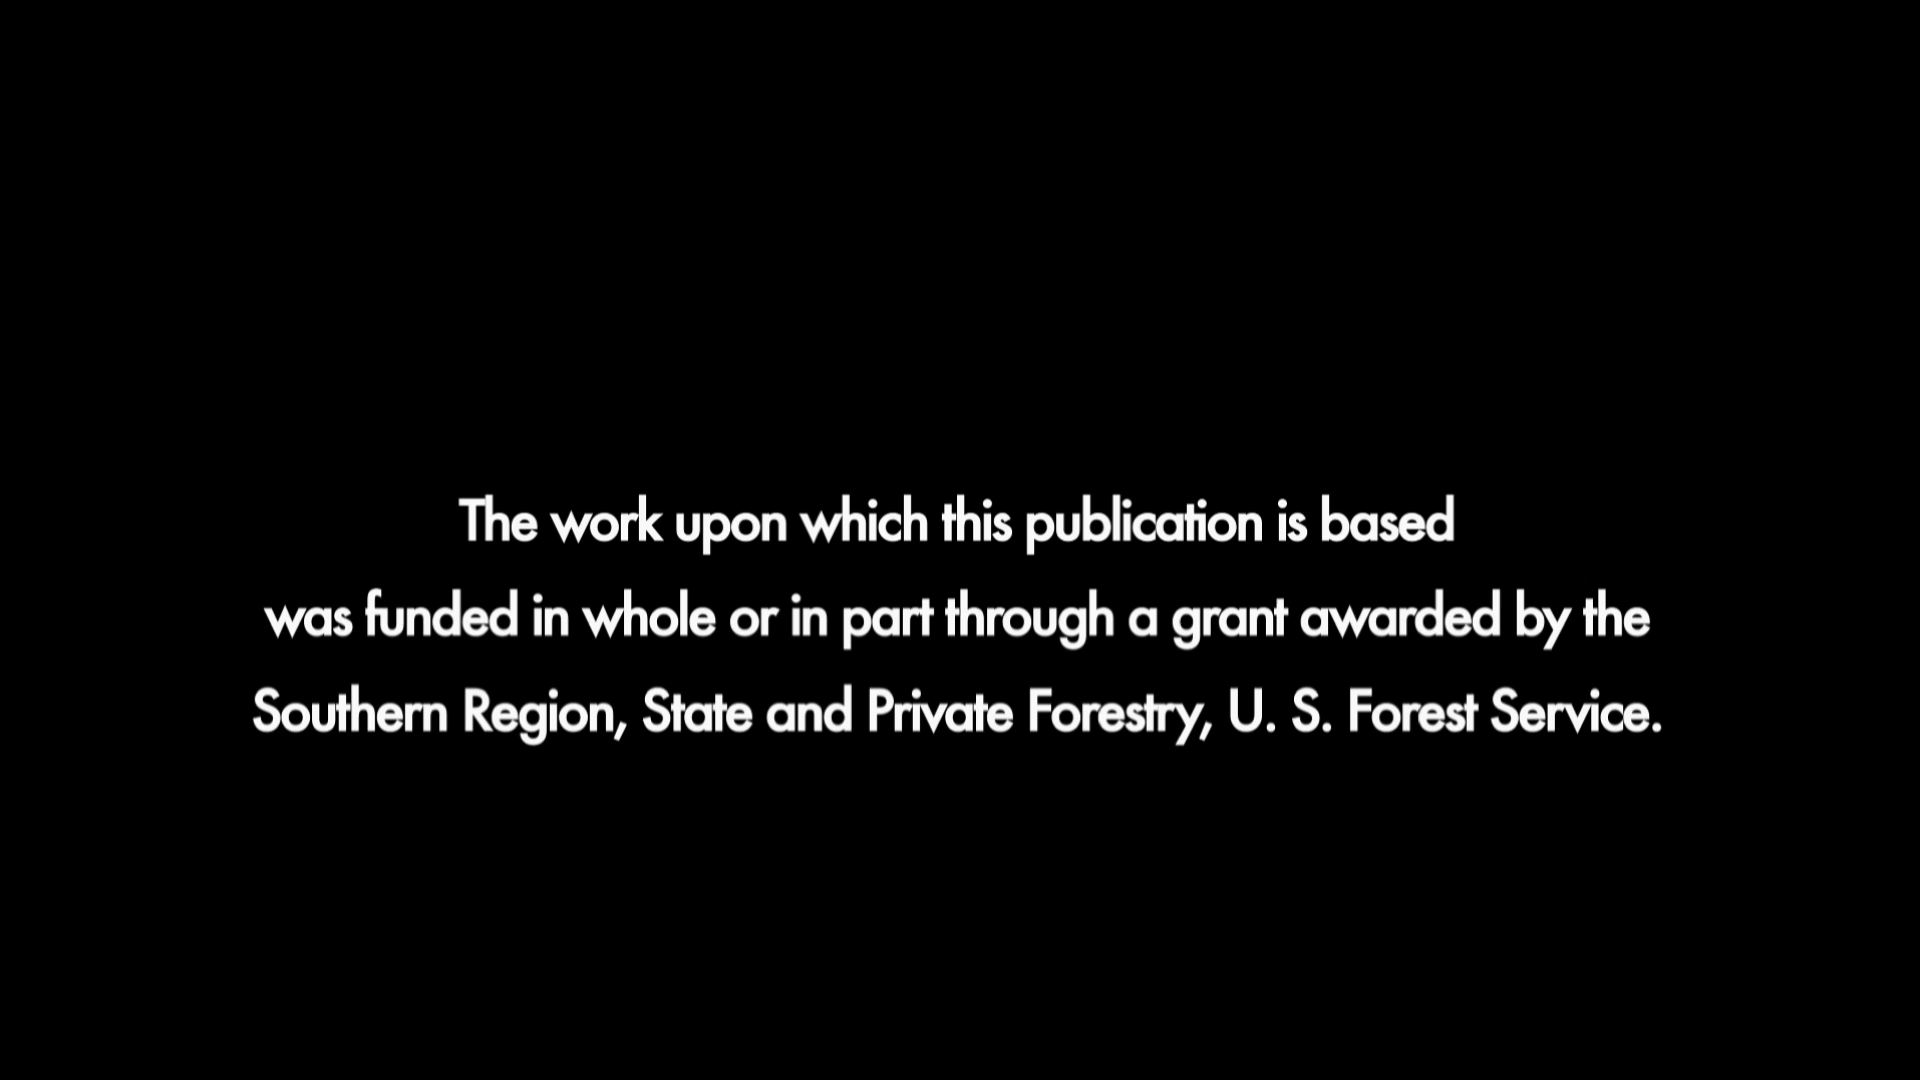 The work upon which this publication is based
was funded in whole or in part through a grant awarded by the
Southern Region, State and Private Forestry, U. S. Forest Service.